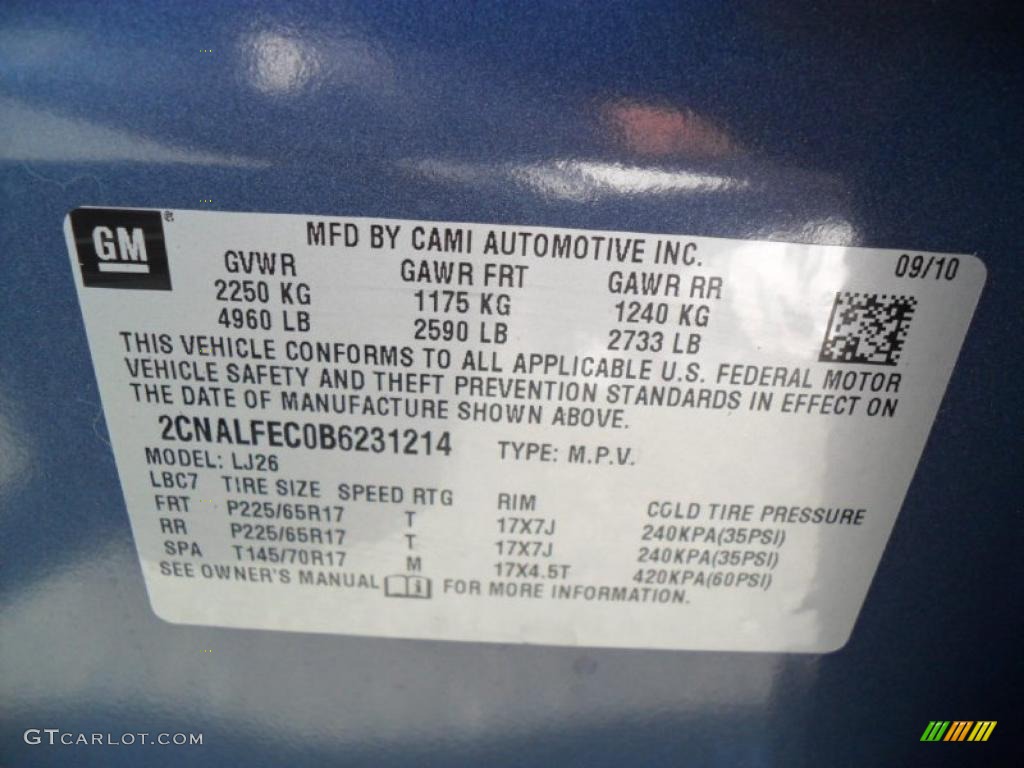 GM ®
MFD BY CAMI AUTOMOTIVE INC.
09/10
GVWR GAWR FRT GAWR RR
2250 KG 1175 KG 1240 KG
4960 LB 2590 LB 2733 LB
THIS VEHICLE CONFORMS TO ALL APPLICABLE U.S. FEDERAL MOTOR
VEHICLE SAFETY AND THEFT PREVENTION STANDARDS IN EFFECT ON
THE DATE OF MANUFACTURE SHOWN ABOVE.
2CNALFEC0B6231214 TYPE: M.P.V.
MODEL: LJ26
LBC7 TIRE SIZE SPEED RTG RIM COLD TIRE PRESSURE
FRT P225/65R17 T 17X7J 240KPA(35PSI)
RR P225/65R17 T 17X7J 240KPA(35PSI)
SPA T145/70R17 M 17X4.5T 420KPA(60PSI)
SEE OWNER'S MANUAL i FOR MORE INFORMATION.
GTCARLOT.COM